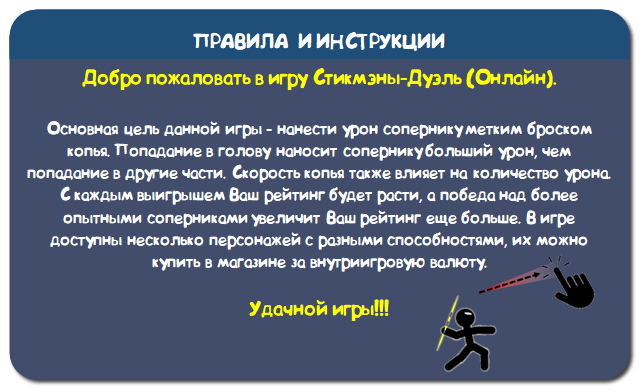 ПРАВИЛА И ИНСТРУКЦИИ
Добро пожаловать в игру Стикмэны-Дуэль (Онлайн).
Основная цель данной игры - нанести урон сопернику метким броском
копья. Попадание в голову наносит сопернику больший урон, чем
попадание в другие части. Скорость копья также влияет на количество урона.
С каждым выигрышем Ваш рейтинг будет расти, а победа над более
опытными соперниками увеличит Ваш рейтинг еще больше. В игре
доступны несколько персонажей с разными способностями, их можно
купить в магазине за внутриигровую валюту.
Удачной игры!!!